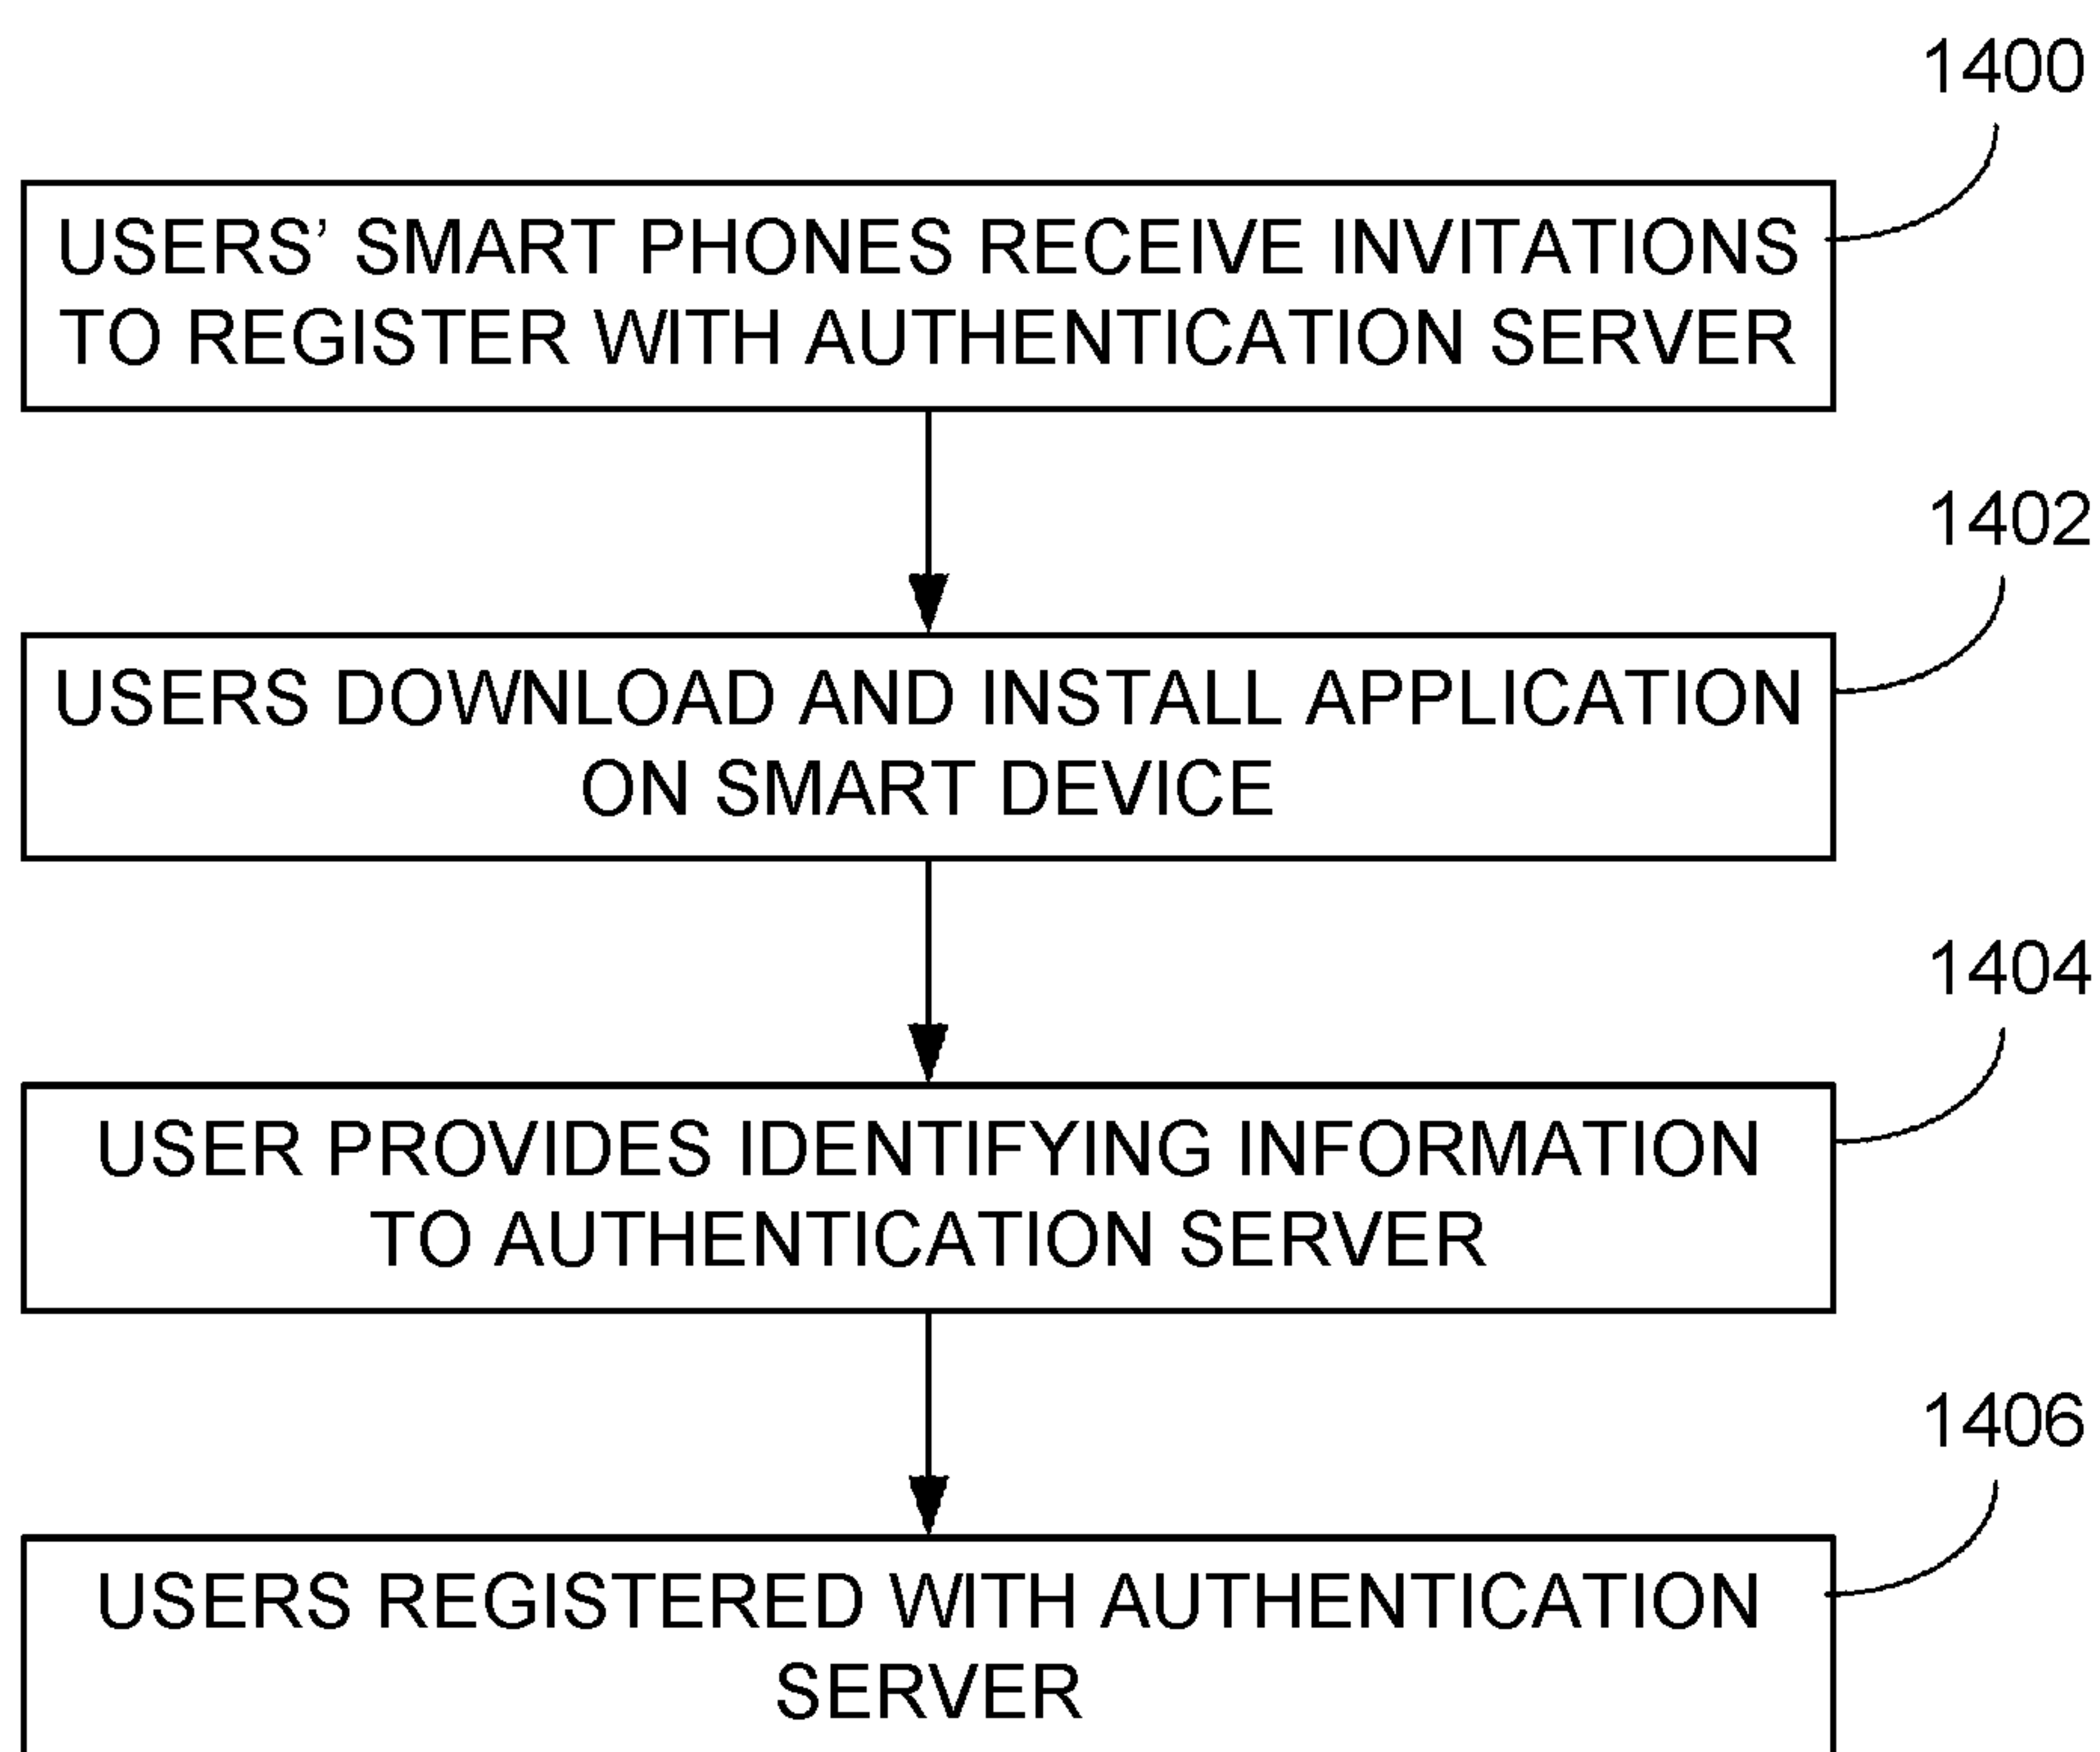 1400
USERS’ SMART PHONES RECEIVE INVITATIONS
TO REGISTER WITH AUTHENTICATION SERVER
1402
USERS DOWNLOAD AND INSTALL APPLICATION
ON SMART DEVICE
1404
USER PROVIDES IDENTIFYING INFORMATION
TO AUTHENTICATION SERVER
1406
USERS REGISTERED WITH AUTHENTICATION
SERVER